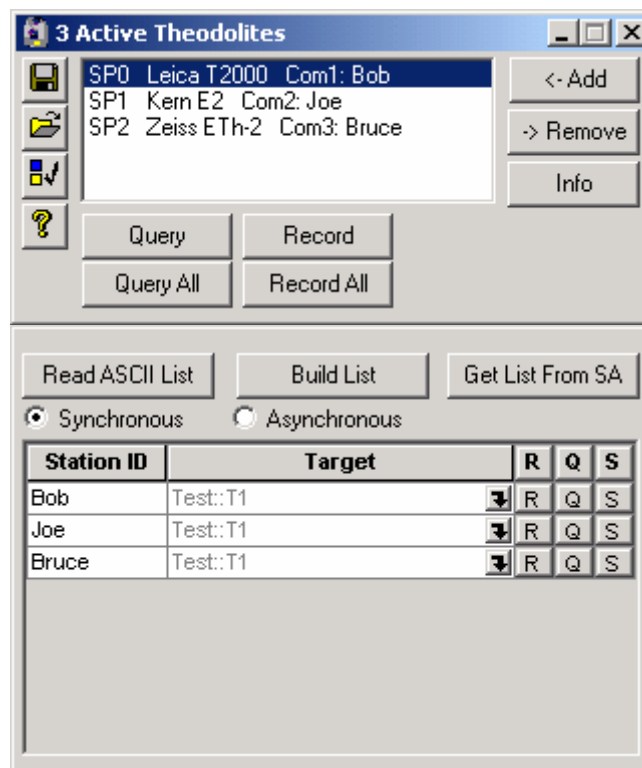 3 Active Theodolites
SP0 Leica T2000 Com1: Bob
SP1 Kern E2 Com2: Joe
SP2 Zeiss ETh-2 Com3: Bruce
<- Add
-> Remove
Info
Query Record
Query All Record All
Read ASCII List Build List Get List From SA
Synchronous Asynchronous
Station ID Target R Q S
Bob Test::T1 R Q S
Joe Test::T1 R Q S
Bruce Test::T1 R Q S